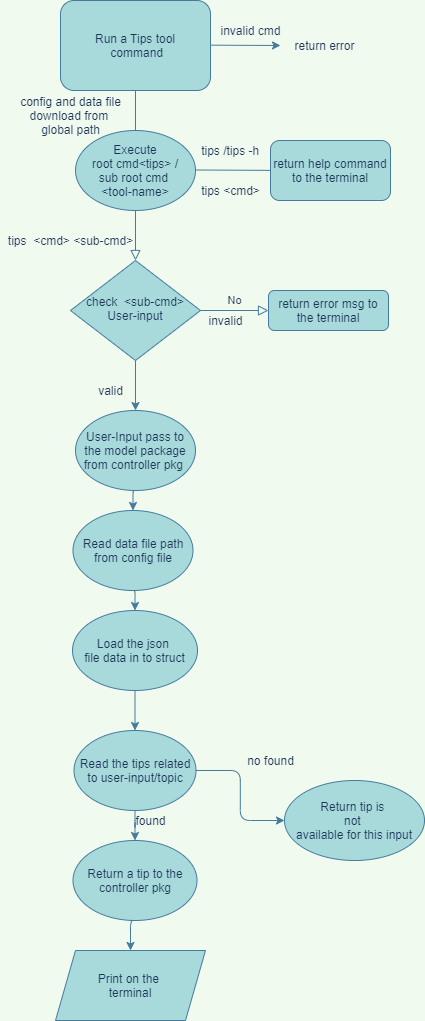 Run a Tips tool
command
invalid cmd
return error
config and data file
download from
global path
Execute
root cmd<tips> /
sub root cmd
<tool-name>
tips /tips -h
tips <cmd>
return help command
to the terminal
tips <cmd> <sub-cmd>
check <sub-cmd>
User-input
No
invalid
return error msg to
the terminal
valid
User-Input pass to
the model package
from controller pkg
Read data file path
from config file
Load the json
file data in to struct
Read the tips related
to user-input/topic
no found
Return tip is
not
available for this input
found
Return a tip to the
controller pkg
Print on the
terminal